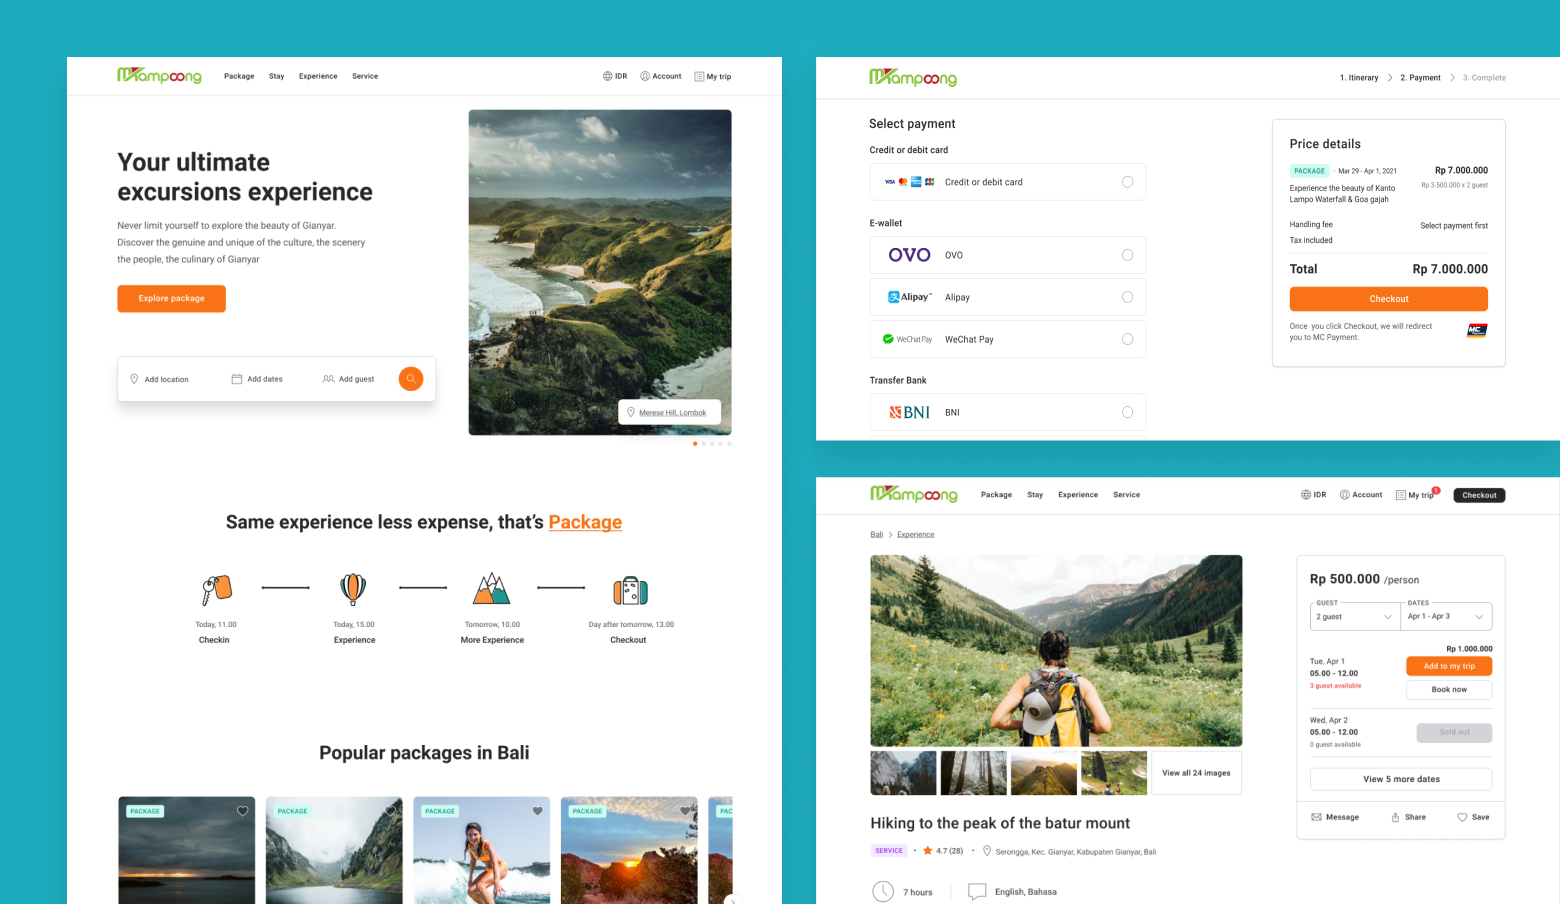 MKampoong
Package
Stay
Experience
Service
IDR
Account
My trip
Your ultimate
excursions experience
Never limit yourself to explore the beauty of Gianyar.
Discover the genuine and unique of the culture, the scenery
the people, the culinary of Gianyar
Explore package
Add location
Add dates
Add guest
Merese Hill, Lombok
Same experience less expense, that's Package
Today, 11.00
Checkin
Today, 15.00
Experience
Tomorrow, 10.00
More Experience
Day after tomorrow, 13.00
Checkout
Popular packages in Bali
PACKAGE
PACKAGE
PACKAGE
PACKAGE
PAC
MKampoong
1. Itinerary > 2. Payment > 3. Complete
Select payment
Credit or debit card
VISA
Credit or debit card
E-wallet
OVO OVO
Alipay Alipay
WeChat Pay WeChat Pay
Transfer Bank
BNI BNI
Price details
PACKAGE · Mar 29 - Apr 1, 2021 Rp 7.000.000
Experience the beauty of Kanto Rp 3.500.000 x 2 guest
Lampo Waterfall & Goa gajah
Handling fee Select payment first
Tax included
Total Rp 7.000.000
Checkout
Once you click Checkout, we will redirect
you to MC Payment.
MC Payment
MKampoong
Package
Stay
Experience
Service
IDR
Account
My trip 1
Checkout
Bali > Experience
View all 24 images
Hiking to the peak of the batur mount
SERVICE · 4.7 (28) · Serongga, Kec. Gianyar, Kabupaten Gianyar, Bali
7 hours
English, Bahasa
Rp 500.000 /person
GUEST
2 guest
DATES
Apr 1 - Apr 3
Rp 1.000.000
Tue, Apr 1
05.00 - 12.00
3 guest available
Add to my trip
Book now
Wed, Apr 2
05.00 - 12.00
0 guest available
Sold out
View 5 more dates
Message
Share
Save